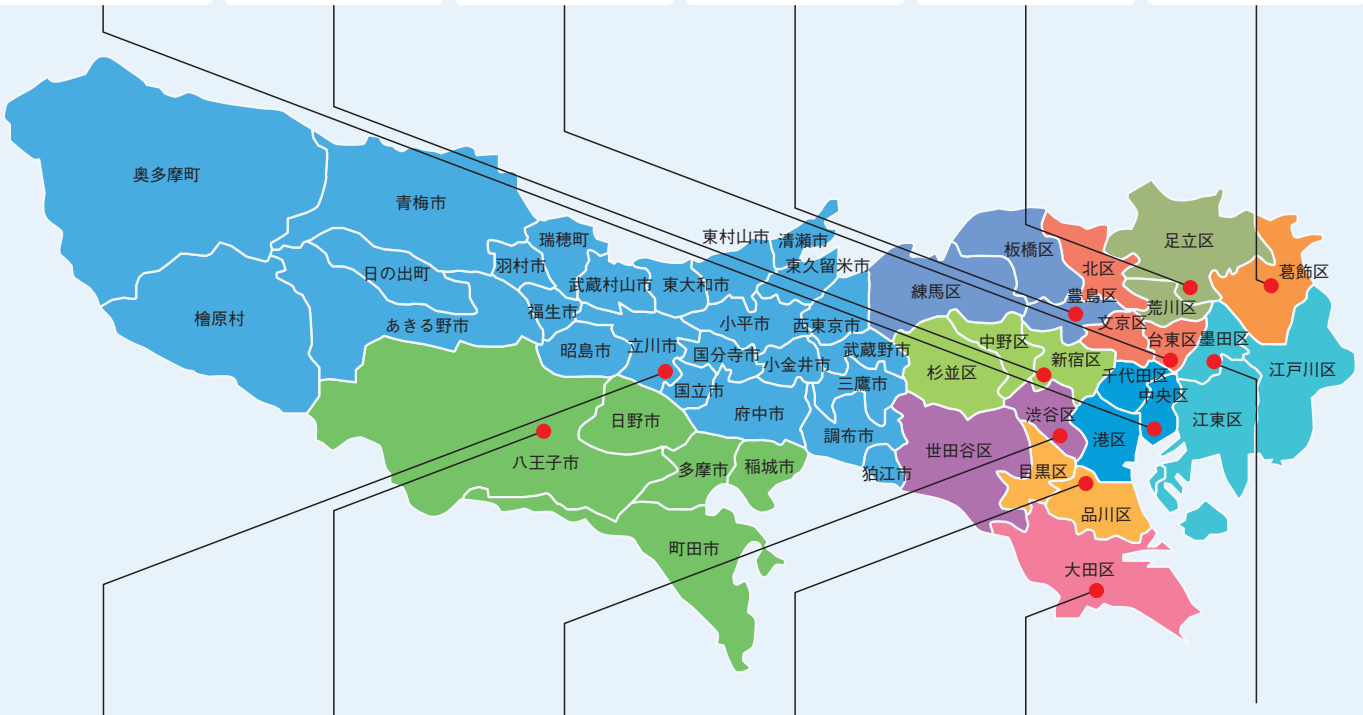 奥多摩町
青梅市
瑞穂町
羽村市
日の出町
檜原村
あきる野市
福生市
武蔵村山市
東大和市
東村山市
清瀬市
東久留米市
小平市
西東京市
昭島市
立川市
国分寺市
小金井市
武蔵野市
三鷹市
国立市
府中市
調布市
狛江市
日野市
八王子市
多摩市
稲城市
町田市
練馬区
板橋区
北区
足立区
葛飾区
豊島区
荒川区
文京区
台東区
墨田区
江戸川区
中野区
杉並区
新宿区
千代田区
中央区
渋谷区
港区
江東区
世田谷区
目黒区
品川区
大田区